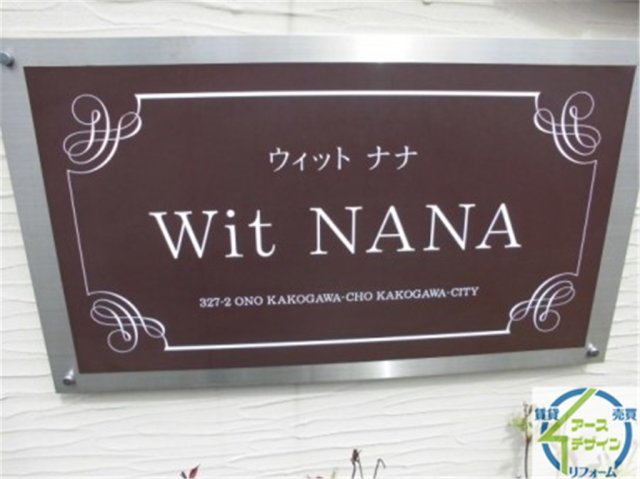 ウィット ナナ
Wit NANA
327-2 ONO KAKOGAWA-CHO KAKOGAWA-CITY
賃貸 売買
アース
デザイン
リフォーム